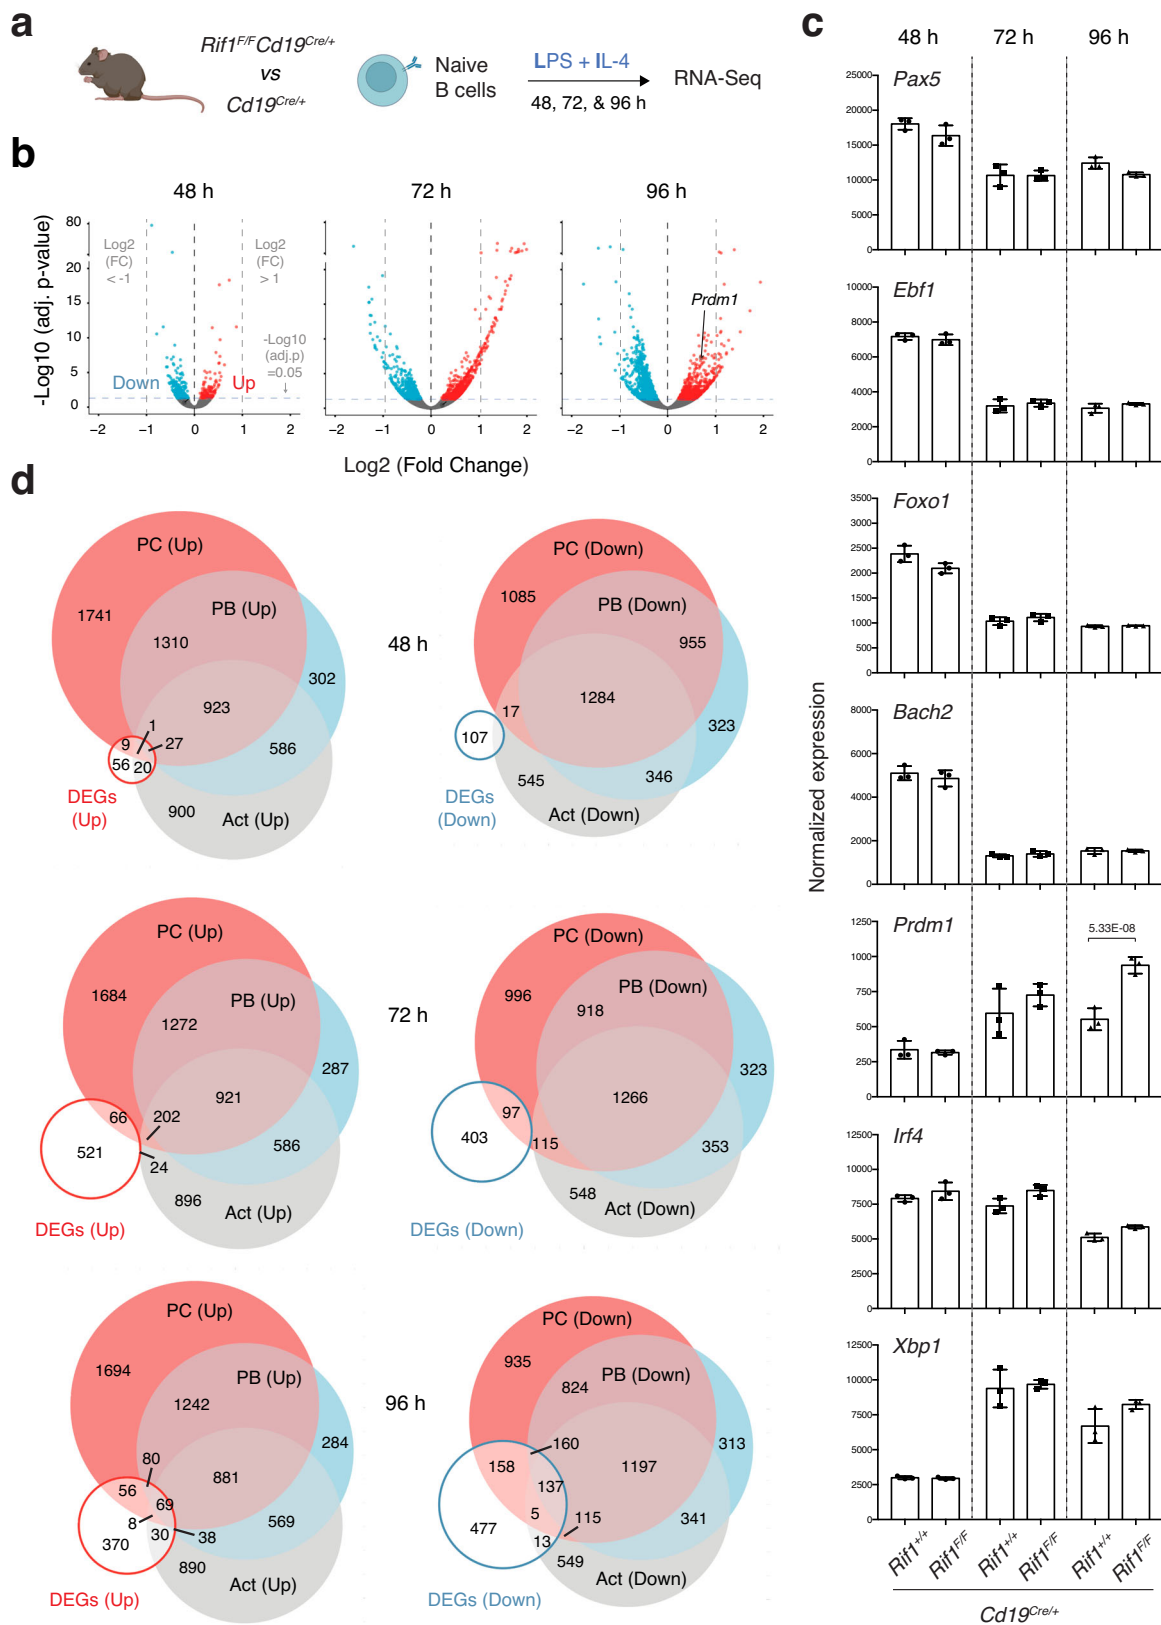 a
Rif1F/FCd19Cre/+
vs
Cd19Cre/+
Naive
B cells
LPS + IL-4
48, 72, & 96 h
RNA-Seq
b
48 h
72 h
96 h
-Log10 (adj. p-value)
80
20
15
10
5
0
Log2
(FC)
< -1
Log2
(FC)
> 1
-Log10
(adj.p)
=0.05
Down
Up
Prdm1
−2 −1 0 1 2
−2 −1 0 1 2
−2 −1 0 1 2
Log2 (Fold Change)
c
48 h
72 h
96 h
Normalized expression
Pax5
25000
20000
15000
10000
5000
0
Ebf1
10000
8000
6000
4000
2000
0
Foxo1
3500
3000
2500
2000
1500
1000
500
0
Bach2
8000
6000
4000
2000
0
Prdm1
5.33E-08
1250
1000
750
500
250
0
Irf4
12500
10000
7500
5000
2500
0
Xbp1
12500
10000
7500
5000
2500
0
Rif1+/+
Rif1F/F
Rif1+/+
Rif1F/F
Rif1+/+
Rif1F/F
Cd19Cre/+
d
48 h
PC (Up)
1741
PB (Up)
1310
302
923
1
9
27
56
20
586
DEGs
(Up)
900
Act (Up)
PC (Down)
1085
PB (Down)
955
1284
17
323
107
346
545
DEGs
(Down)
Act (Down)
72 h
PC (Up)
1684
PB (Up)
1272
287
921
66
202
521
24
586
896
Act (Up)
DEGs (Up)
PC (Down)
996
PB (Down)
918
323
1266
97
403
115
353
548
Act (Down)
DEGs (Down)
96 h
PC (Up)
1694
PB (Up)
1242
284
80
881
56
69
8
30
38
569
370
890
Act (Up)
DEGs (Up)
PC (Down)
935
PB (Down)
824
313
160
158
1197
137
5
115
341
477
13
549
Act (Down)
DEGs (Down)